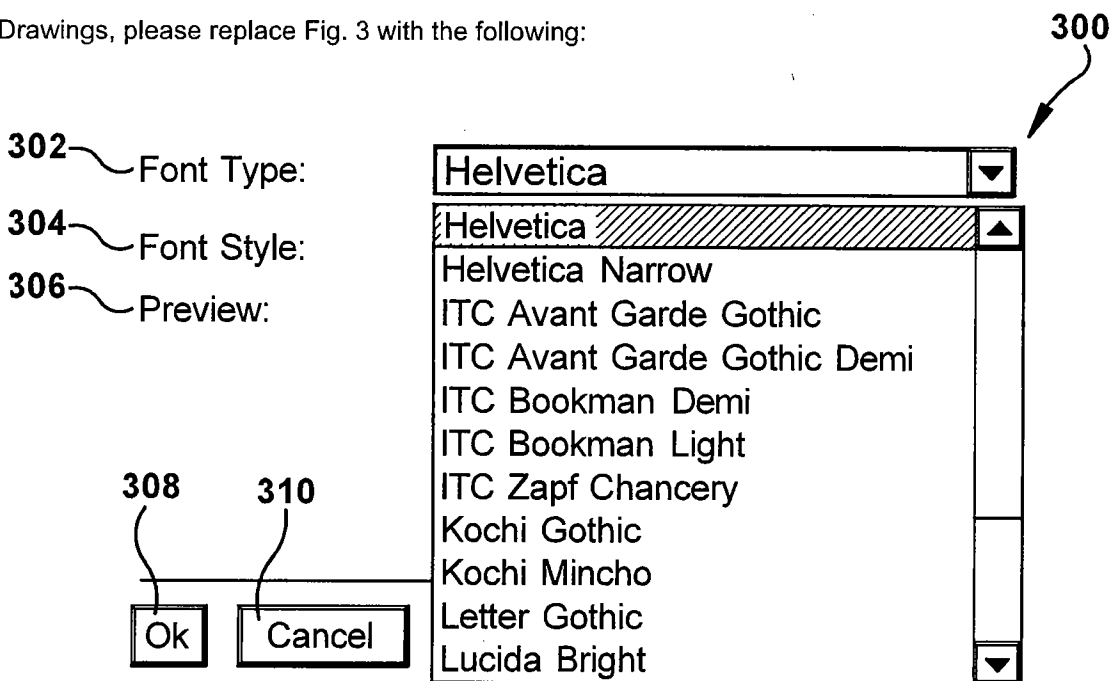 Drawings, please replace Fig. 3 with the following:
300
302 Font Type: Helvetica
304 Font Style:
306 Preview:
Helvetica
Helvetica Narrow
ITC Avant Garde Gothic
ITC Avant Garde Gothic Demi
ITC Bookman Demi
ITC Bookman Light
ITC Zapf Chancery
Kochi Gothic
Kochi Mincho
Letter Gothic
Lucida Bright
308 310
Ok Cancel